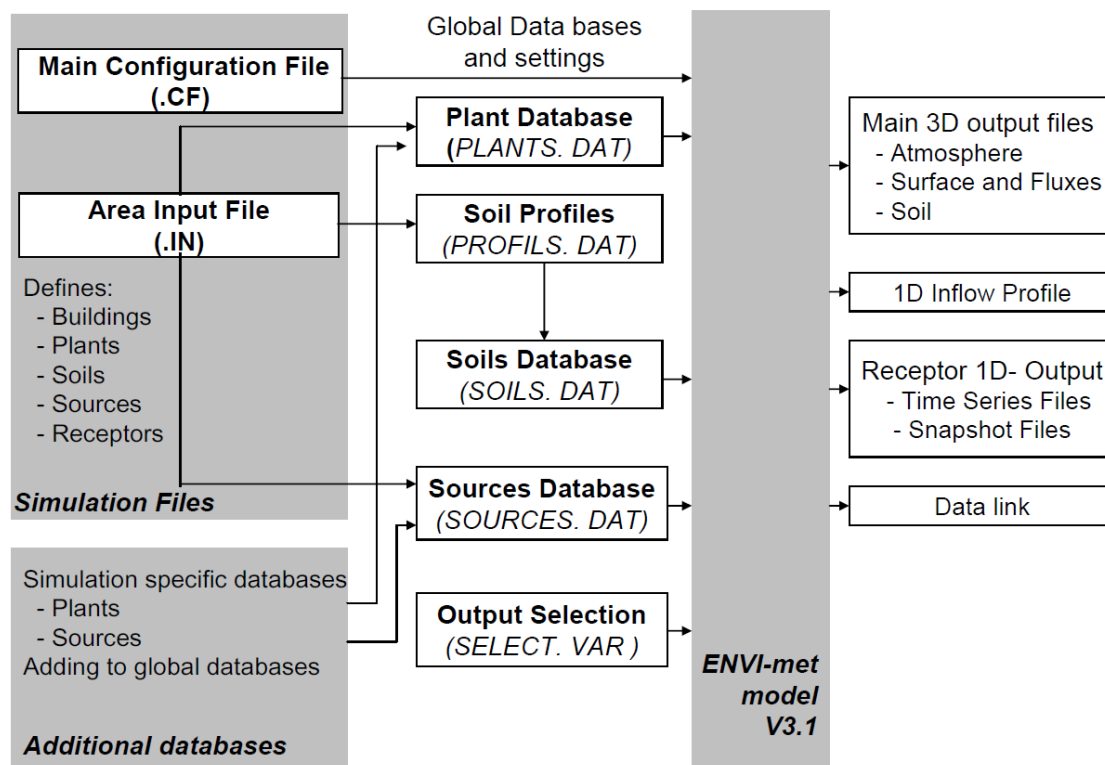 Main Configuration File
(.CF)
Area Input File
(.IN)
Defines:
- Buildings
- Plants
- Soils
- Sources
- Receptors
Simulation Files
Simulation specific databases
- Plants
- Sources
Adding to global databases
Additional databases
Global Data bases
and settings
Plant Database
(PLANTS. DAT)
Soil Profiles
(PROFILS. DAT)
Soils Database
(SOILS. DAT)
Sources Database
(SOURCES. DAT)
Output Selection
(SELECT. VAR )
ENVI-met
model
V3.1
Main 3D output files
- Atmosphere
- Surface and Fluxes
- Soil
1D Inflow Profile
Receptor 1D- Output
- Time Series Files
- Snapshot Files
Data link